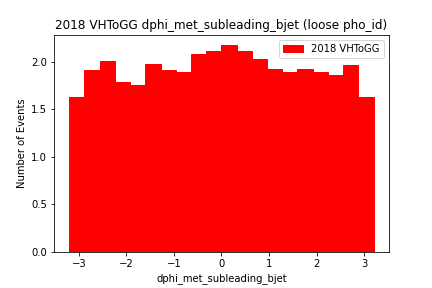 2018 VHToGG dphi_met_subleading_bjet (loose pho_id)
2018 VHToGG
Number of Events
2.0
1.5
1.0
0.5
0.0
−3 −2 −1 0 1 2 3
dphi_met_subleading_bjet